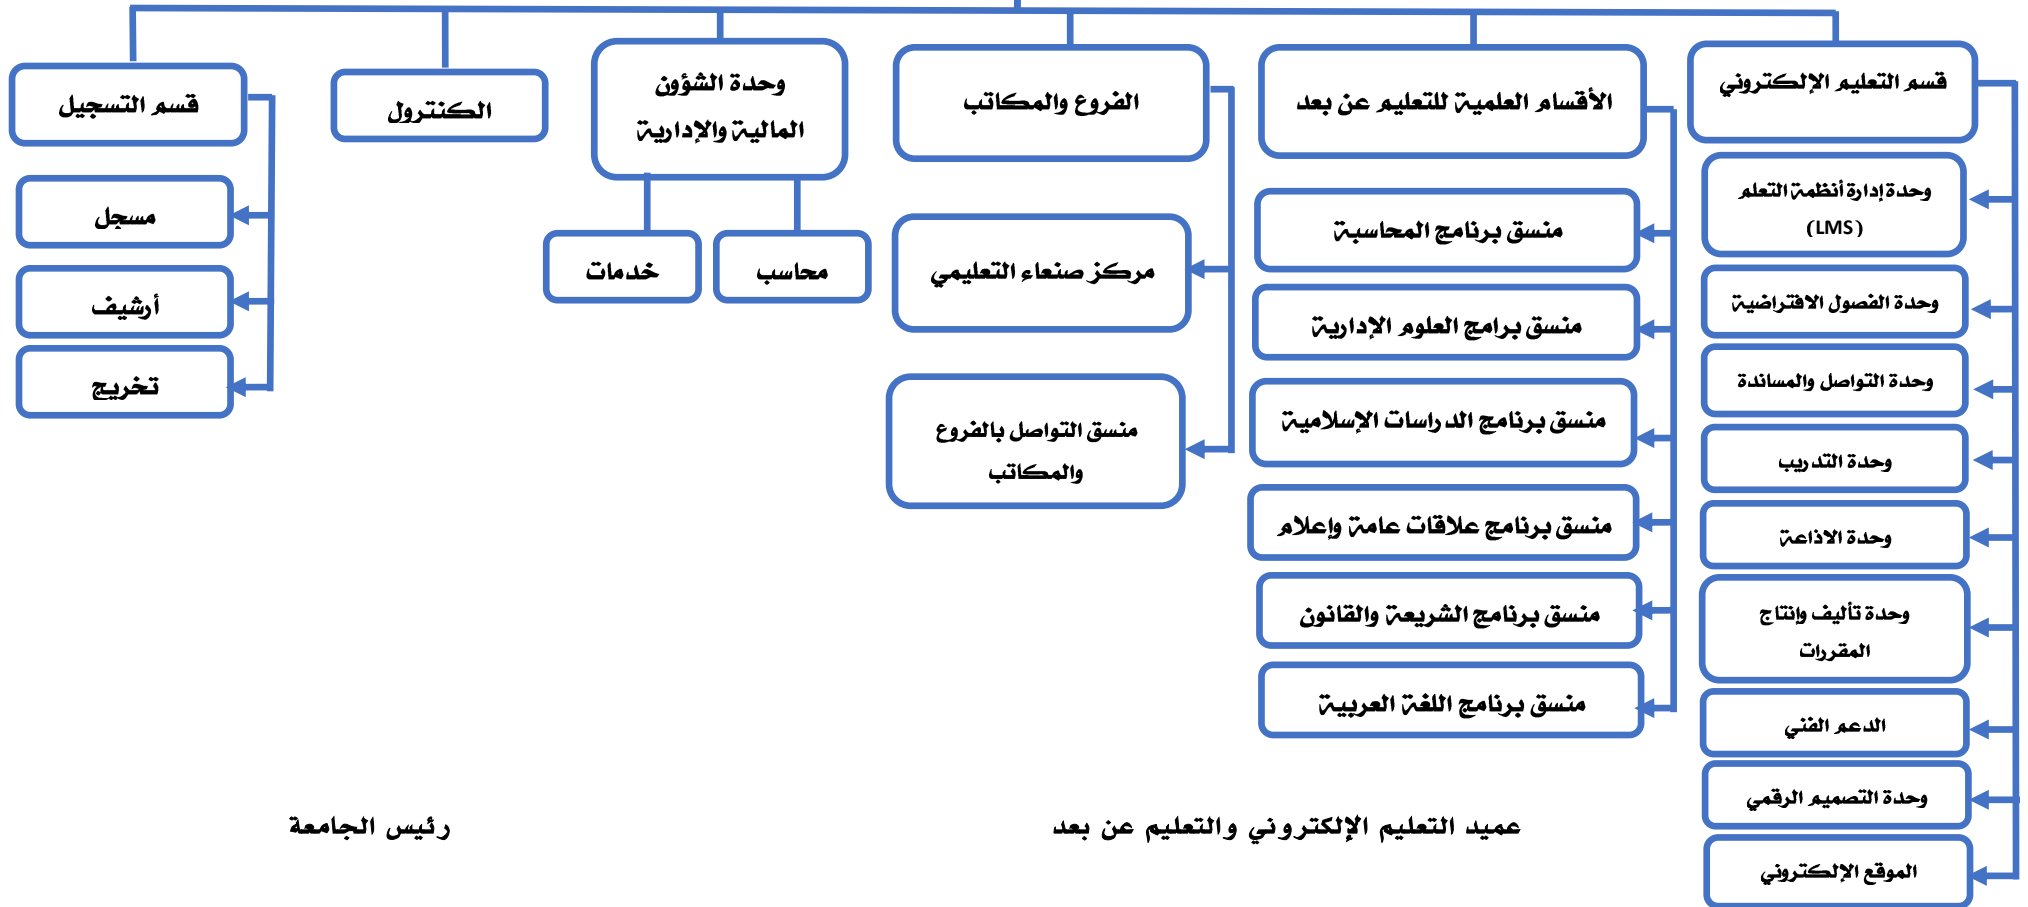 قسم التعليم الإلكتروني
وحدة إدارة أنظمة التعلم
(LMS)
وحدة الفصول الافتراضية
وحدة التواصل والمساندة
وحدة التدريب
وحدة الاذاعة
وحدة تأليف وإنتاج
المقررات
الدعم الفني
وحدة التصميم الرقمي
الموقع الإلكتروني
الأقسام العلمية للتعليم عن بعد
منسق برنامج المحاسبة
منسق برامج العلوم الإدارية
منسق برنامج الدراسات الإسلامية
منسق برنامج علاقات عامة وإعلام
منسق برنامج الشريعة والقانون
منسق برنامج اللغة العربية
الفروع والمكاتب
مركز صنعاء التعليمي
منسق التواصل بالفروع
والمكاتب
وحدة الشؤون
المالية والإدارية
محاسب
خدمات
الكنترول
قسم التسجيل
مسجل
أرشيف
تخريج
عميد التعليم الإلكتروني والتعليم عن بعد
رئيس الجامعة